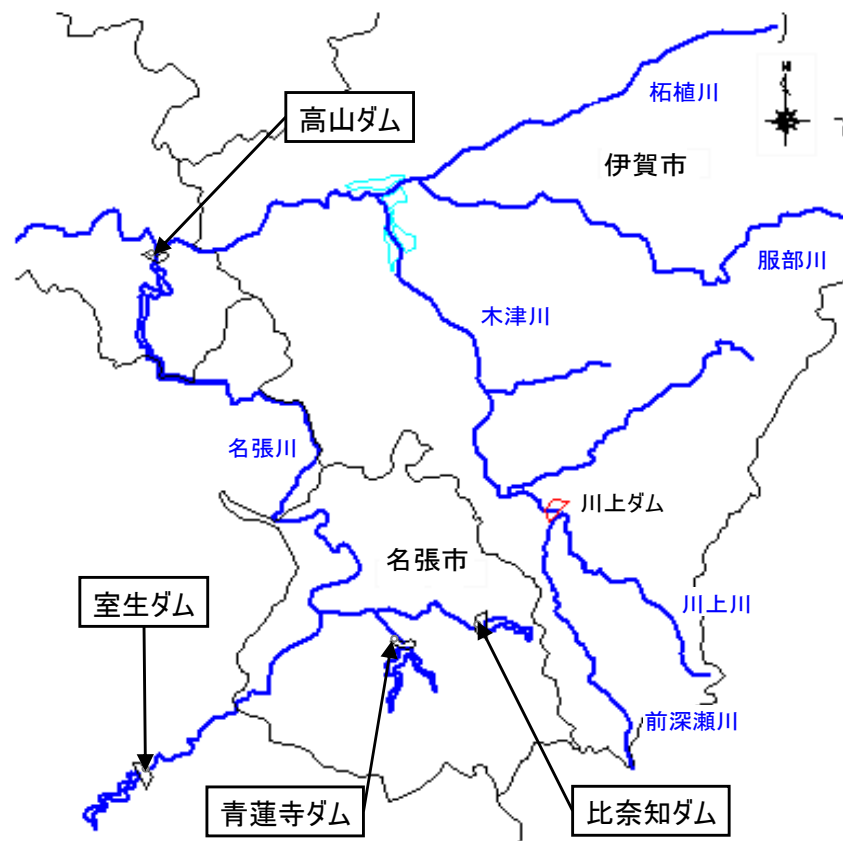 柘植川
高山ダム
伊賀市
服部川
木津川
名張川
川上ダム
名張市
室生ダム
川上川
前深瀬川
青蓮寺ダム
比奈知ダム